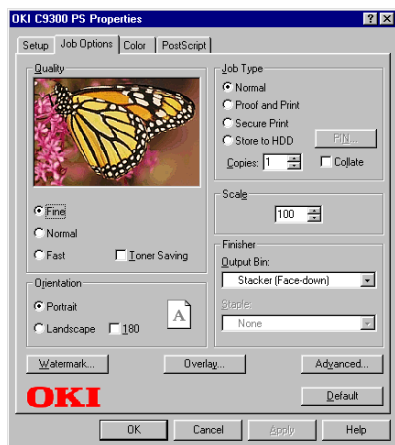 OKI C9300 PS Properties
Setup Job Options Color PostScript
Quality
Fine
Normal
Fast Toner Saving
Orientation
Portrait
Landscape 180
A
Job Type
Normal
Proof and Print
Secure Print
Store to HDD PIN...
Copies: 1 Collate
Scale
100
Finisher
Output Bin:
Stacker (Face-down)
Staple:
None
Watermark... Overlay... Advanced...
OKI Default
OK Cancel Apply Help